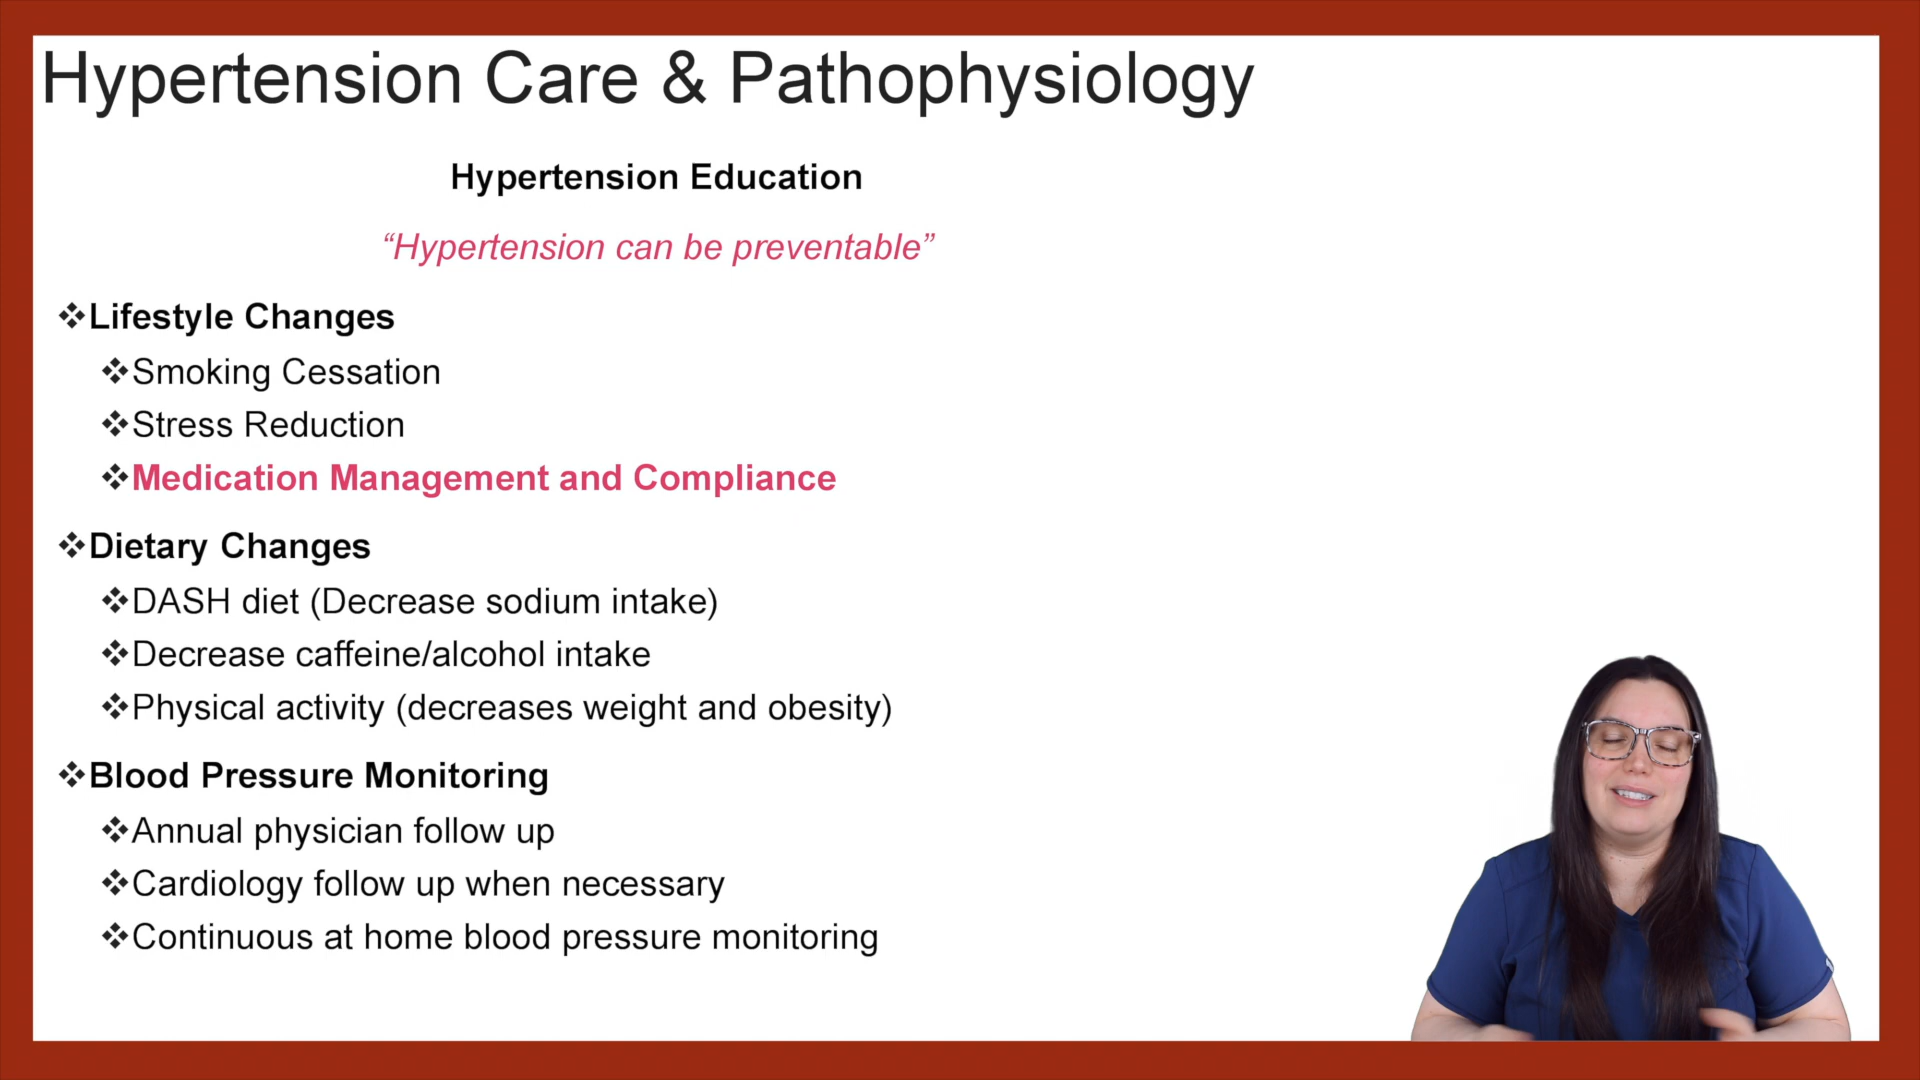 Hypertension Care & Pathophysiology
Hypertension Education
“Hypertension can be preventable”
❖Lifestyle Changes
❖Smoking Cessation
❖Stress Reduction
❖Medication Management and Compliance
❖Dietary Changes
❖DASH diet (Decrease sodium intake)
❖Decrease caffeine/alcohol intake
❖Physical activity (decreases weight and obesity)
❖Blood Pressure Monitoring
❖Annual physician follow up
❖Cardiology follow up when necessary
❖Continuous at home blood pressure monitoring